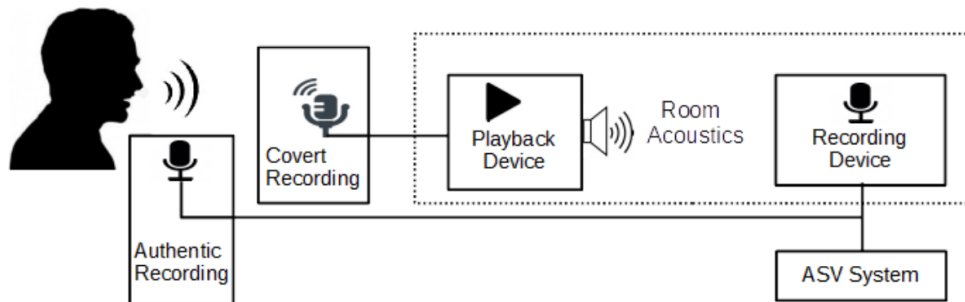 Covert
Recording
Playback
Device
Room
Acoustics
Recording
Device
Authentic
Recording
ASV System